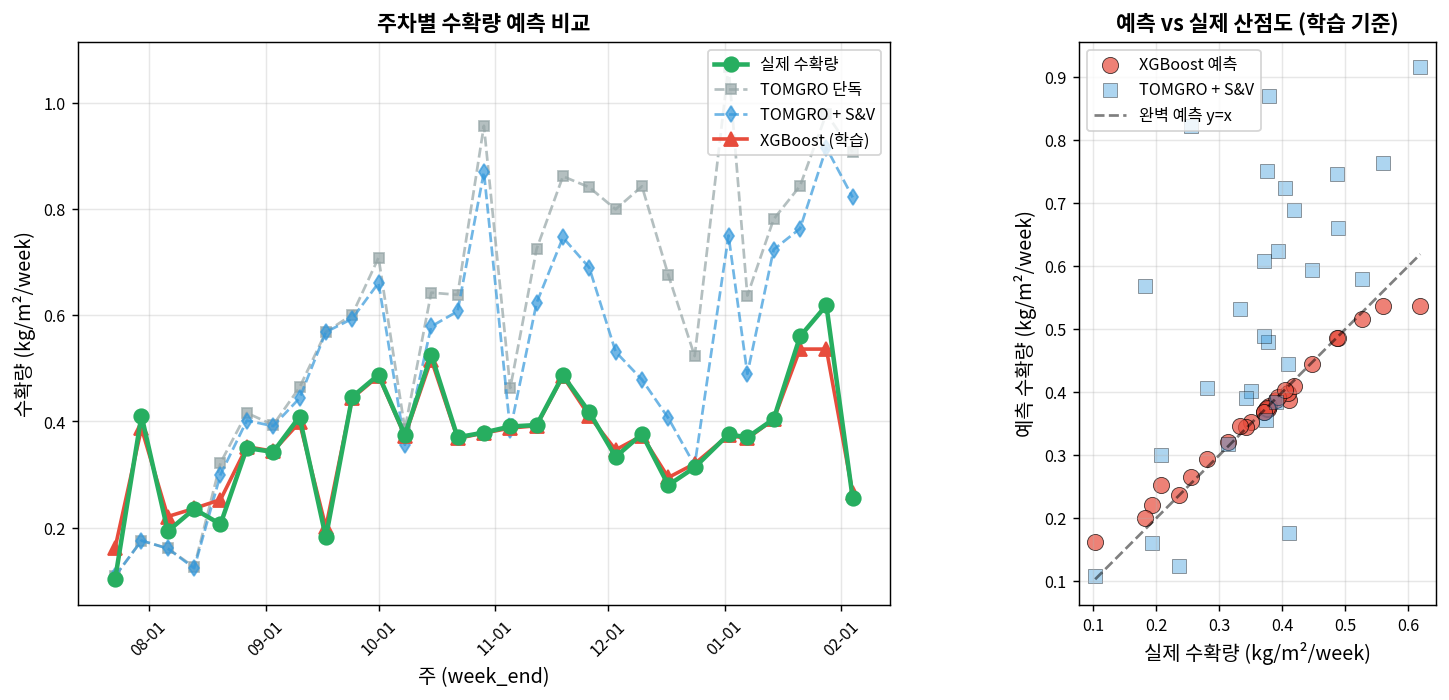 주차별 수확량 예측 비교
수확량 (kg/m²/week)
1.0
0.8
0.6
0.4
0.2
실제 수확량
TOMGRO 단독
TOMGRO + S&V
XGBoost (학습)
08-01
09-01
10-01
11-01
12-01
01-01
02-01
주 (week_end)
예측 vs 실제 산점도 (학습 기준)
예측 수확량 (kg/m²/week)
0.9
0.8
0.7
0.6
0.5
0.4
0.3
0.2
0.1
XGBoost 예측
TOMGRO + S&V
완벽 예측 y=x
0.1
0.2
0.3
0.4
0.5
0.6
실제 수확량 (kg/m²/week)